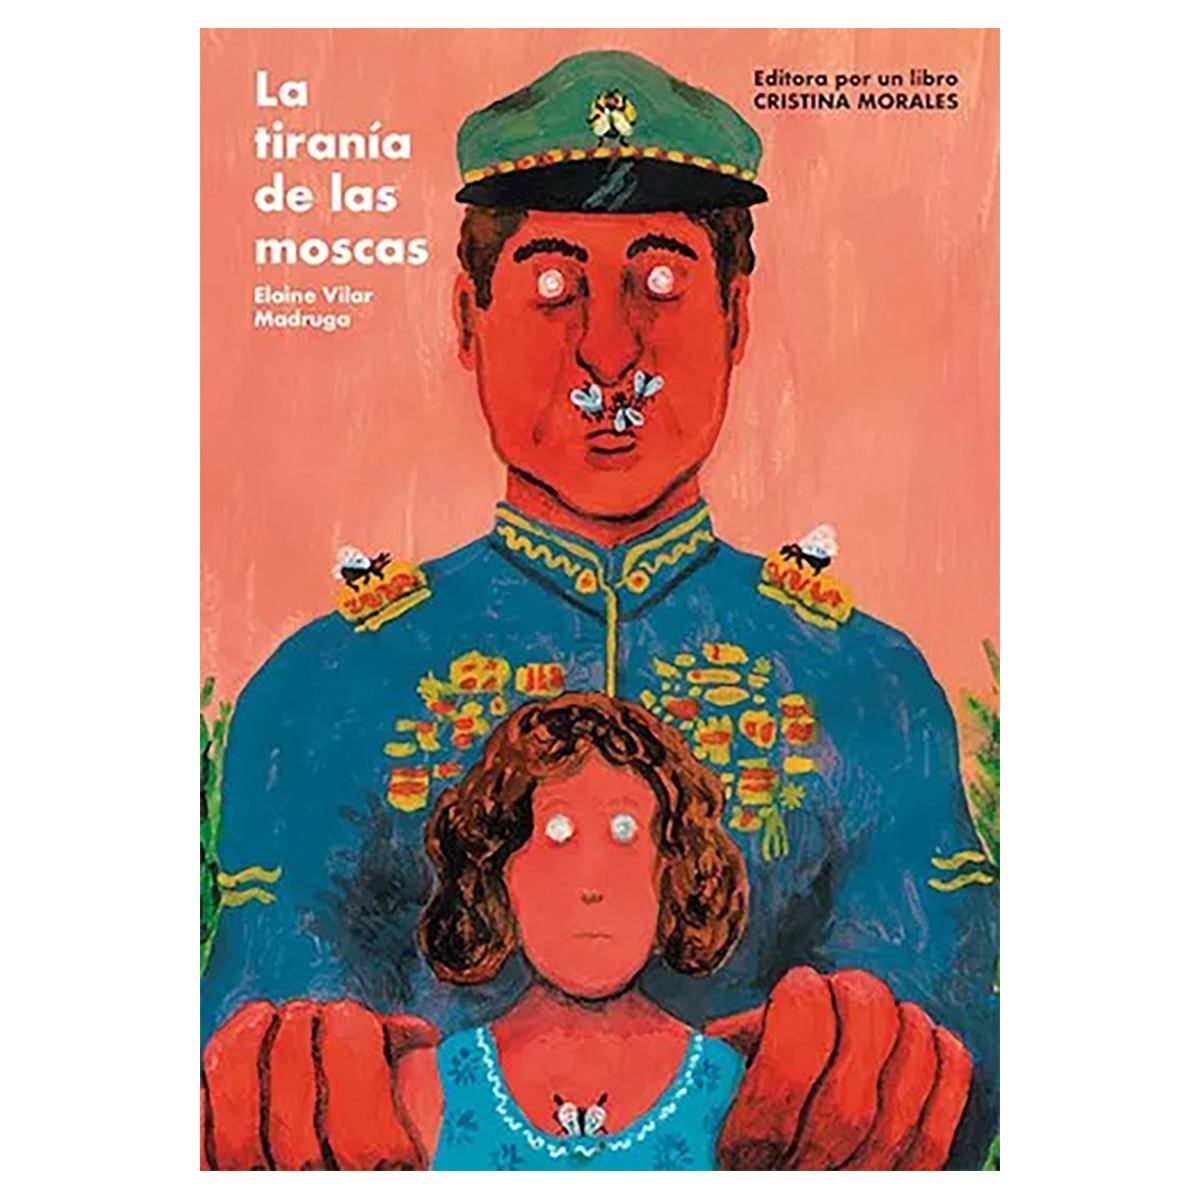 La
tiranía
de las
moscas
Elaine Vilar
Madruga
Editora por un libro
CRISTINA MORALES